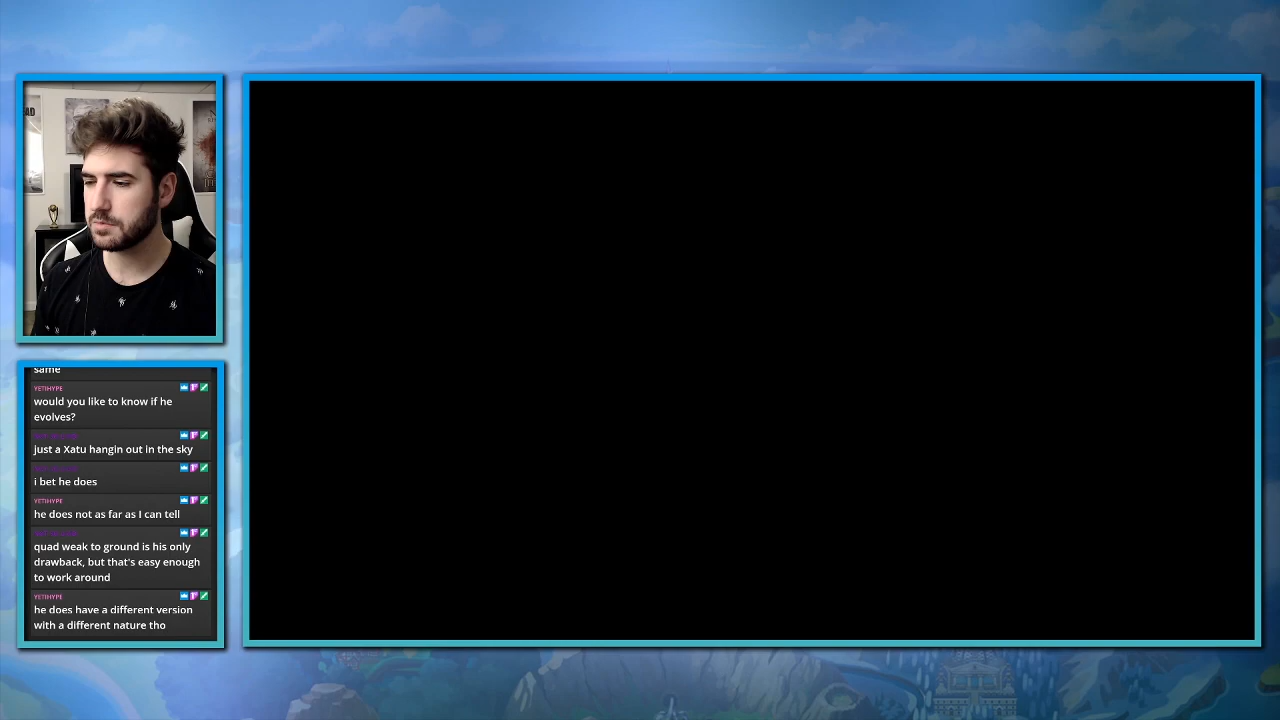 same
YETIHYPE
would you like to know if he
evolves?
just a Xatu hangin out in the sky
i bet he does
YETIHYPE
he does not as far as I can tell
quad weak to ground is his only
drawback, but that's easy enough
to work around
YETIHYPE
he does have a different version
with a different nature tho